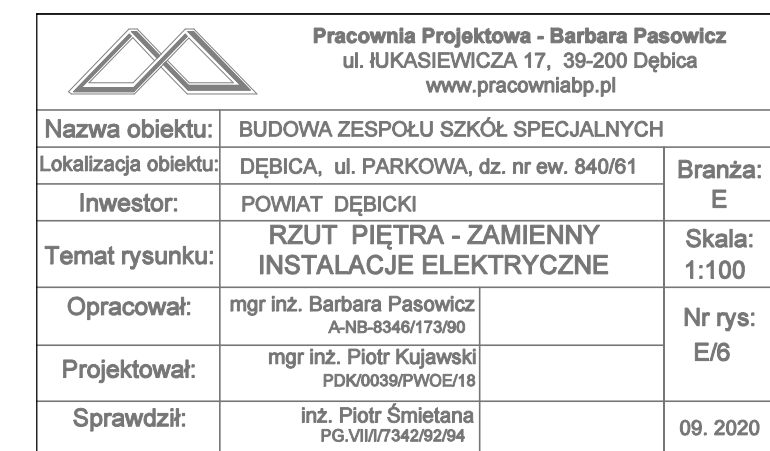 Pracownia Projektowa - Barbara Pasowicz
ul. ŁUKASIEWICZA 17, 39-200 Dębica
www.pracowniabp.pl
Nazwa obiektu: BUDOWA ZESPOŁU SZKÓŁ SPECJALNYCH
Lokalizacja obiektu: DĘBICA, ul. PARKOWA, dz. nr ew. 840/61
Branża:
E
Inwestor: POWIAT DĘBICKI
Temat rysunku: RZUT PIĘTRA - ZAMIENNY
INSTALACJE ELEKTRYCZNE
Skala:
1:100
Opracował: mgr inż. Barbara Pasowicz
A-NB-8346/173/90
Nr rys:
E/6
Projektował: mgr inż. Piotr Kujawski
PDK/0039/PWOE/18
Sprawdził: inż. Piotr Śmietana
PG.VII/I/7342/92/94
09. 2020